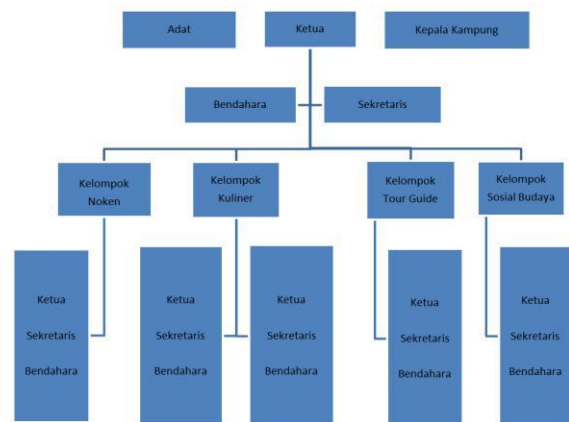 Adat
Ketua
Kepala Kampung
Bendahara
Sekretaris
Kelompok
Noken
Kelompok
Kuliner
Kelompok
Tour Guide
Kelompok
Sosial Budaya
Ketua
Sekretaris
Bendahara
Ketua
Sekretaris
Bendahara
Ketua
Sekretaris
Bendahara
Ketua
Sekretaris
Bendahara
Ketua
Sekretaris
Bendahara